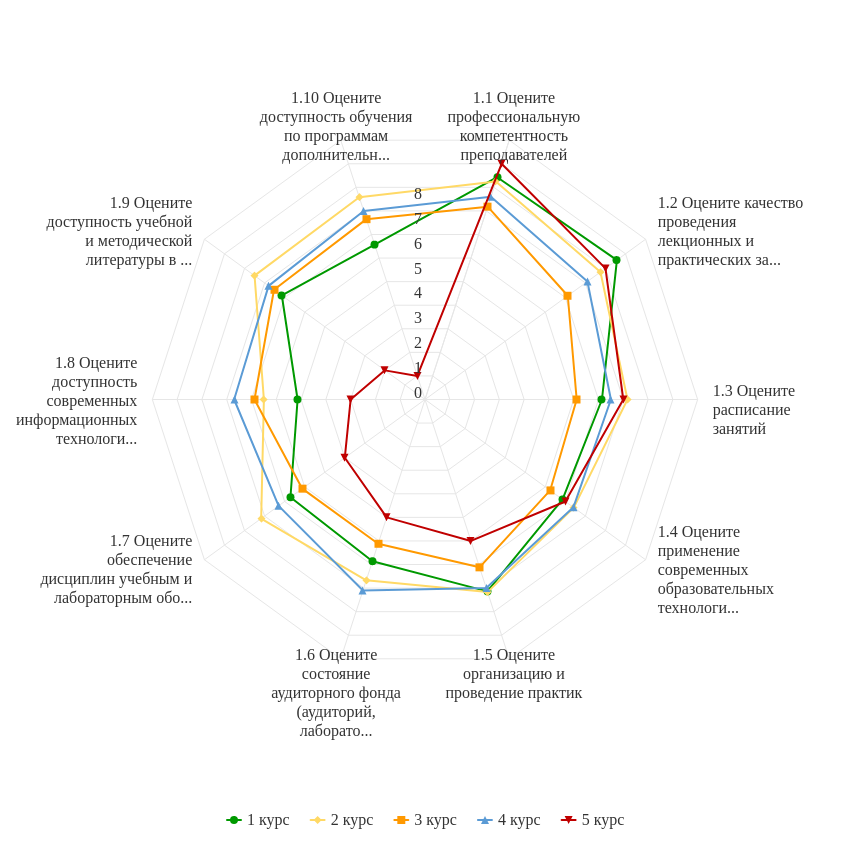 1.10 Оцените
доступность обучения
по программам
дополнительн...
1.1 Оцените
профессиональную
компетентность
преподавателей
1.9 Оцените
доступность учебной
и методической
литературы в ...
1.2 Оцените качество
проведения
лекционных и
практических за...
8
7
6
5
4
3
2
1
0
1.8 Оцените
доступность
современных
информационных
технологи...
1.3 Оцените
расписание
занятий
1.7 Оцените
обеспечение
дисциплин учебным и
лабораторным обо...
1.4 Оцените
применение
современных
образовательных
технологи...
1.6 Оцените
состояние
аудиторного фонда
(аудиторий,
лаборато...
1.5 Оцените
организацию и
проведение практик
1 курс 2 курс 3 курс 4 курс 5 курс